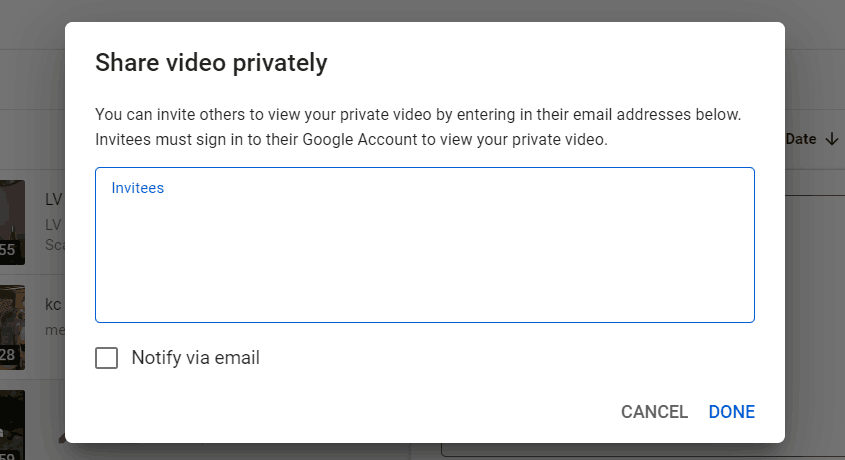 Share video privately
You can invite others to view your private video by entering in their email addresses below.
Invitees must sign in to their Google Account to view your private video.
Date
Invitees
LV
LV
55
kc
me
28
Notify via email
CANCEL DONE
59